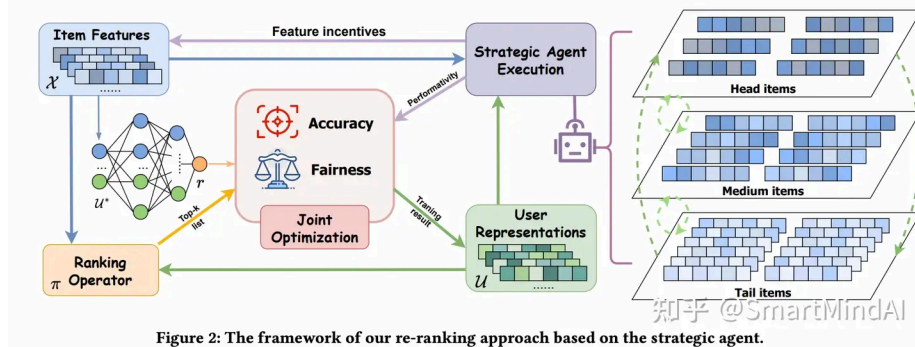 Item Features
X
......
Feature incentives
Strategic Agent
Execution
Performativity
Accuracy
Fairness
Joint
Optimization
...
...
u*
r
Top-k
list
Traning
result
Ranking
Operator
π
User
Representations
U
......
Head items
Medium items
Tail items
知乎 @SmartMindAI
Figure 2: The framework of our re-ranking approach based on the strategic agent.